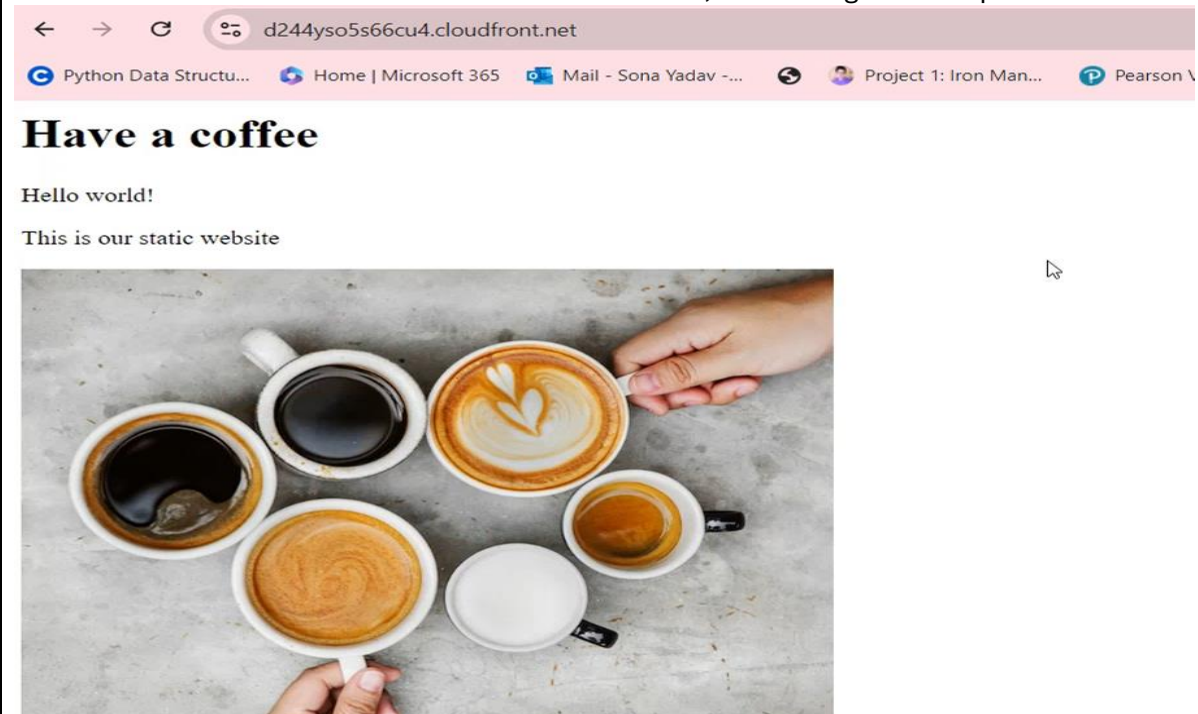 d244yso5s66cu4.cloudfront.net
Python Data Structu... Home | Microsoft 365 Mail - Sona Yadav -... Project 1: Iron Man... Pearson V
Have a coffee
Hello world!
This is our static website